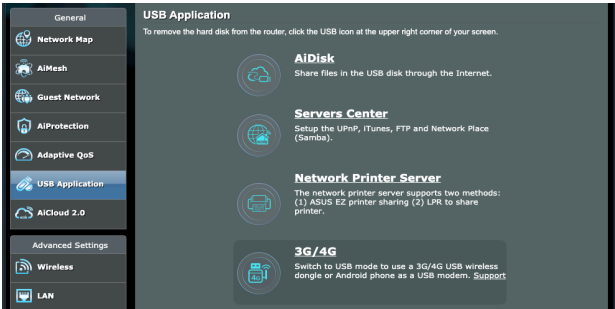 General
Network Map
AiMesh
Guest Network
AiProtection
Adaptive QoS
USB Application
AiCloud 2.0
Advanced Settings
Wireless
LAN
USB Application
To remove the hard disk from the router, click the USB icon at the upper right corner of your screen.
AiDisk
Share files in the USB disk through the Internet.
Servers Center
Setup the UPnP, iTunes, FTP and Network Place
(Samba).
Network Printer Server
The network printer server supports two methods:
(1) ASUS EZ printer sharing (2) LPR to share
printer.
4G
3G/4G
Switch to USB mode to use a 3G/4G USB wireless
dongle or Android phone as a USB modem. Support